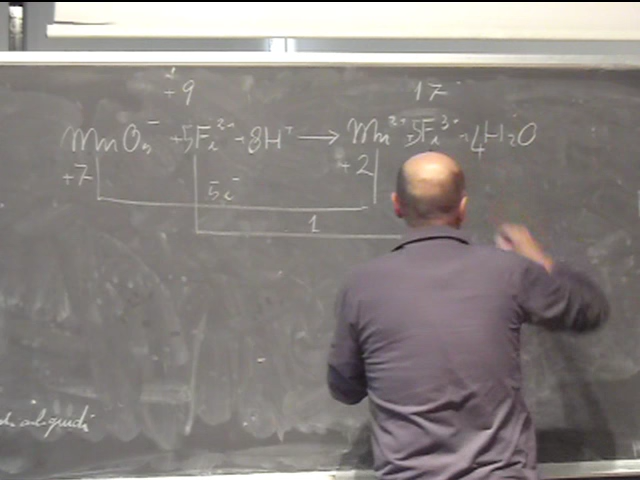 +9 17
MnO₄⁻ +5Fe²⁺ +8H⁺ → Mn²⁺ 5Fe³⁺ +4H₂O
+7 5e⁻ +2
1